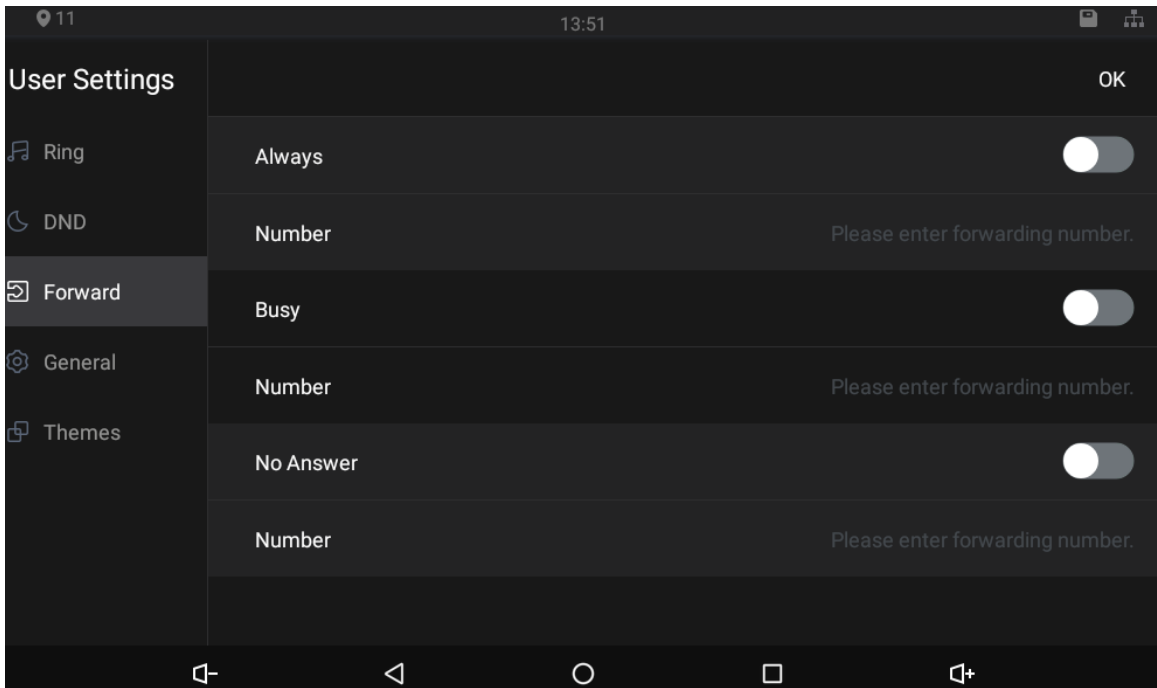 11
13:51
User Settings
OK
Ring
DND
Forward
General
Themes
Always
Number Please enter forwarding number.
Busy
Number Please enter forwarding number.
No Answer
Number Please enter forwarding number.